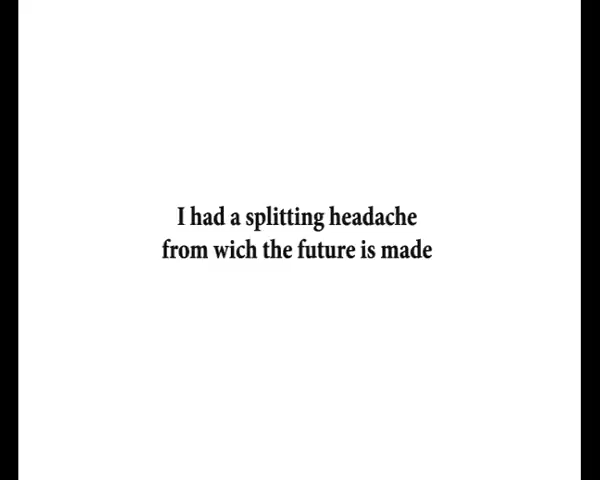 I had a splitting headache
from wich the future is made